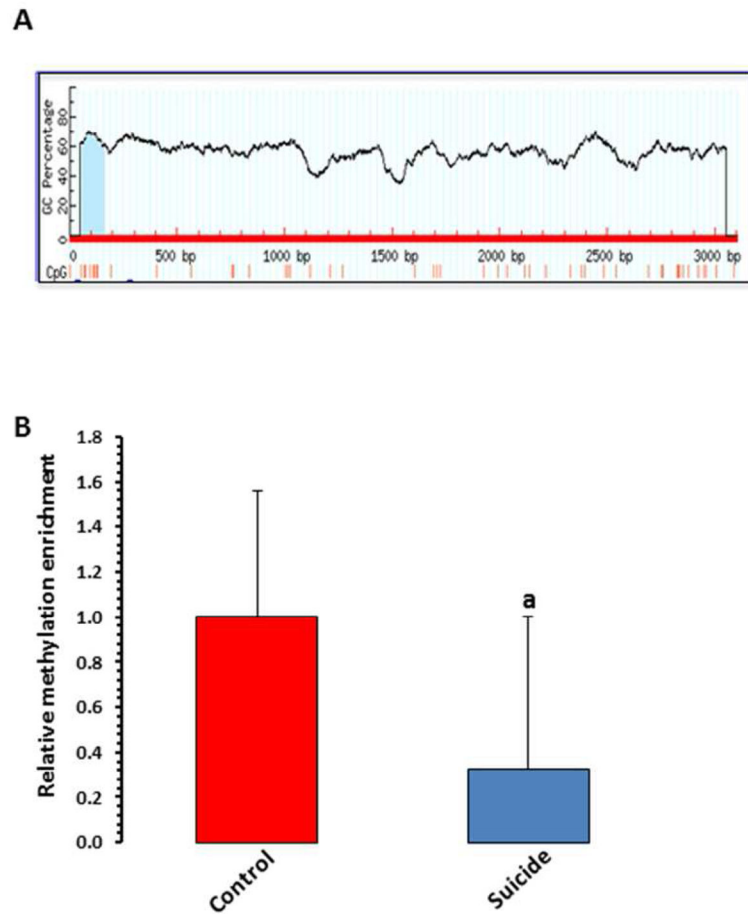 A
GC Percentage
80
60
40
20
0
0 500 bp 1000 bp 1500 bp 2000 bp 2500 bp 3000 bp
CpG
B
Relative methylation enrichment
1.8
1.6
1.4
1.2
1.0
0.8
0.6
0.4
0.2
0.0
a
Control
Suicide